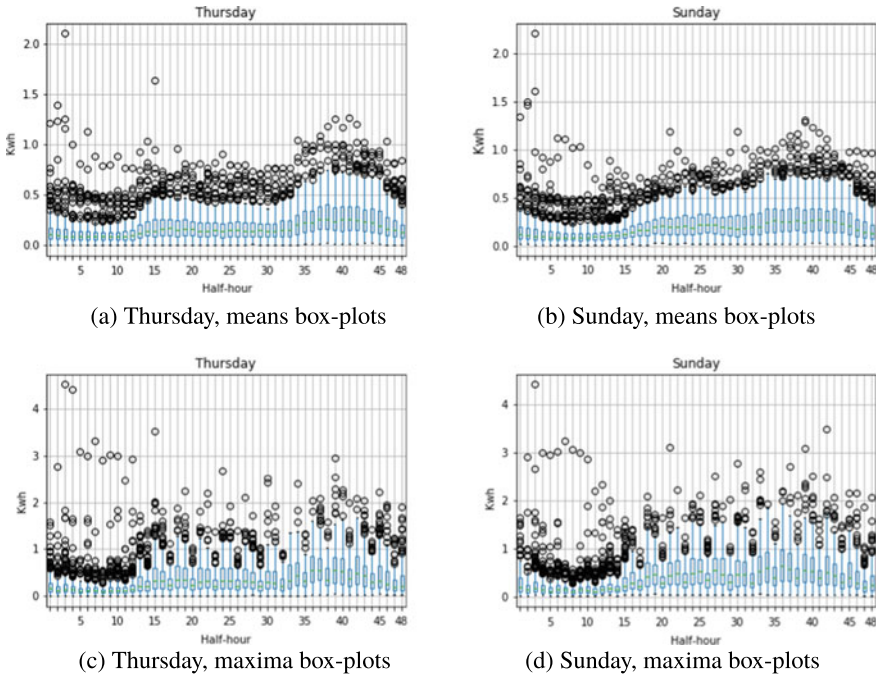 Thursday
Sunday
2.0
1.5
1.0
0.5
0.0
Kwh
5 10 15 20 25 30 35 40 45 48
Half-hour
2.0
1.5
1.0
0.5
0.0
Kwh
5 10 15 20 25 30 35 40 45 48
Half-hour
(a) Thursday, means box-plots
(b) Sunday, means box-plots
Thursday
Sunday
4
3
2
1
0
Kwh
5 10 15 20 25 30 35 40 45 48
Half-hour
4
3
2
1
0
Kwh
5 10 15 20 25 30 35 40 45 48
Half-hour
(c) Thursday, maxima box-plots
(d) Sunday, maxima box-plots